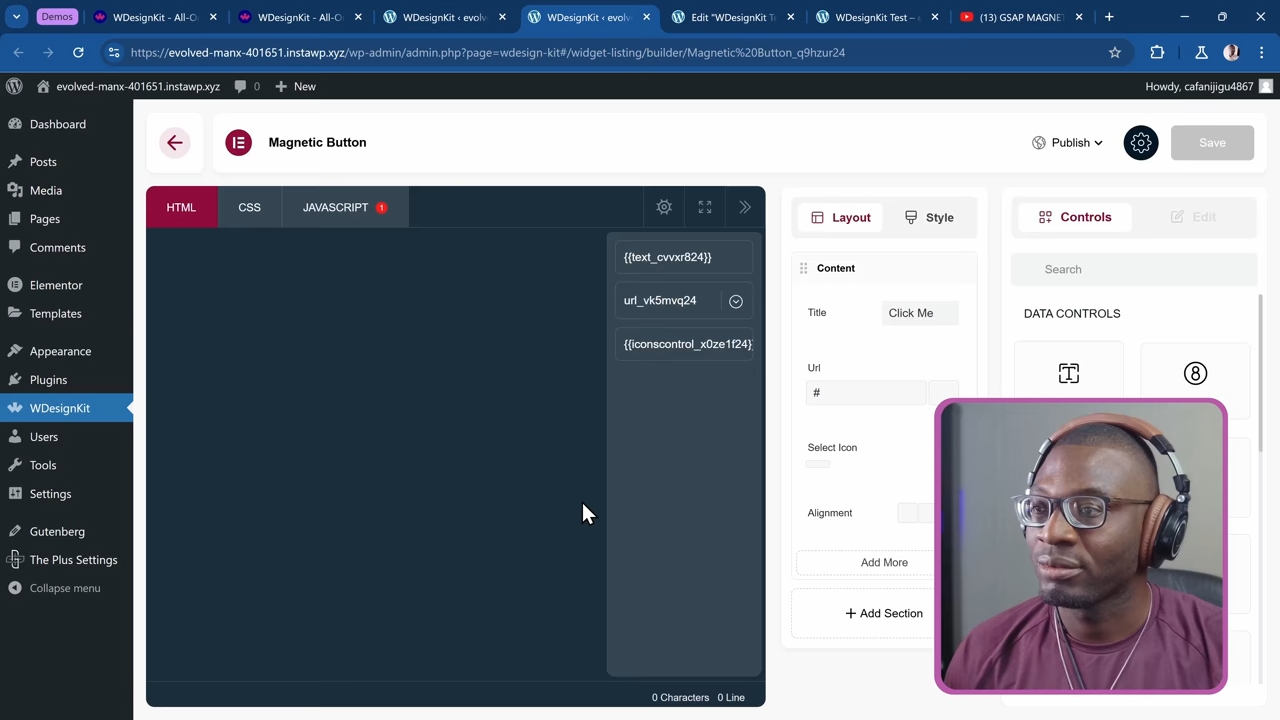 Demos
WDesignKit - All-O
WDesignKit - All-O
WDesignKit ‹ evolv
WDesignKit ‹ evolv
Edit "WDesignKit T
WDesignKit Test – e
(13) GSAP MAGNE
https://evolved-manx-401651.instawp.xyz/wp-admin/admin.php?page=wdesign-kit#/widget-listing/builder/Magnetic%20Button_q9hzur24
evolved-manx-401651.instawp.xyz
0
New
Howdy, cafanijigu4867
Dashboard
Posts
Media
Pages
Comments
Elementor
Templates
Appearance
Plugins
WDesignKit
Users
Tools
Settings
Gutenberg
The Plus Settings
Collapse menu
Magnetic Button
Publish
Save
HTML
CSS
JAVASCRIPT 1
{{text_cvvxr824}}
url_vk5mvq24
{{iconscontrol_x0ze1f24}
0 Characters 0 Line
Layout
Style
Content
Title
Click Me
Url
#
Select Icon
Alignment
Add More
+ Add Section
Controls
Edit
Search
DATA CONTROLS